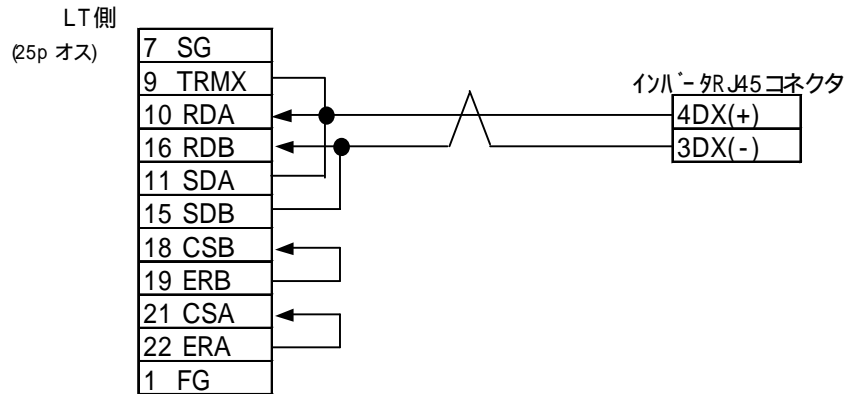 LT側
(25p オス)
7 SG
9 TRMX
10 RDA
16 RDB
11 SDA
15 SDB
18 CSB
19 ERB
21 CSA
22 ERA
1 FG
インバータRJ45コネクタ
4DX(+)
3DX(-)